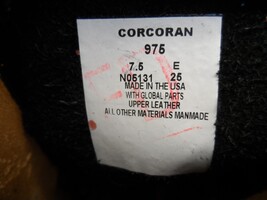 CORCORAN
975
7.5 E
N05131 25
MADE IN THE USA
WITH GLOBAL PARTS
UPPER LEATHER
ALL OTHER MATERIALS MANMADE